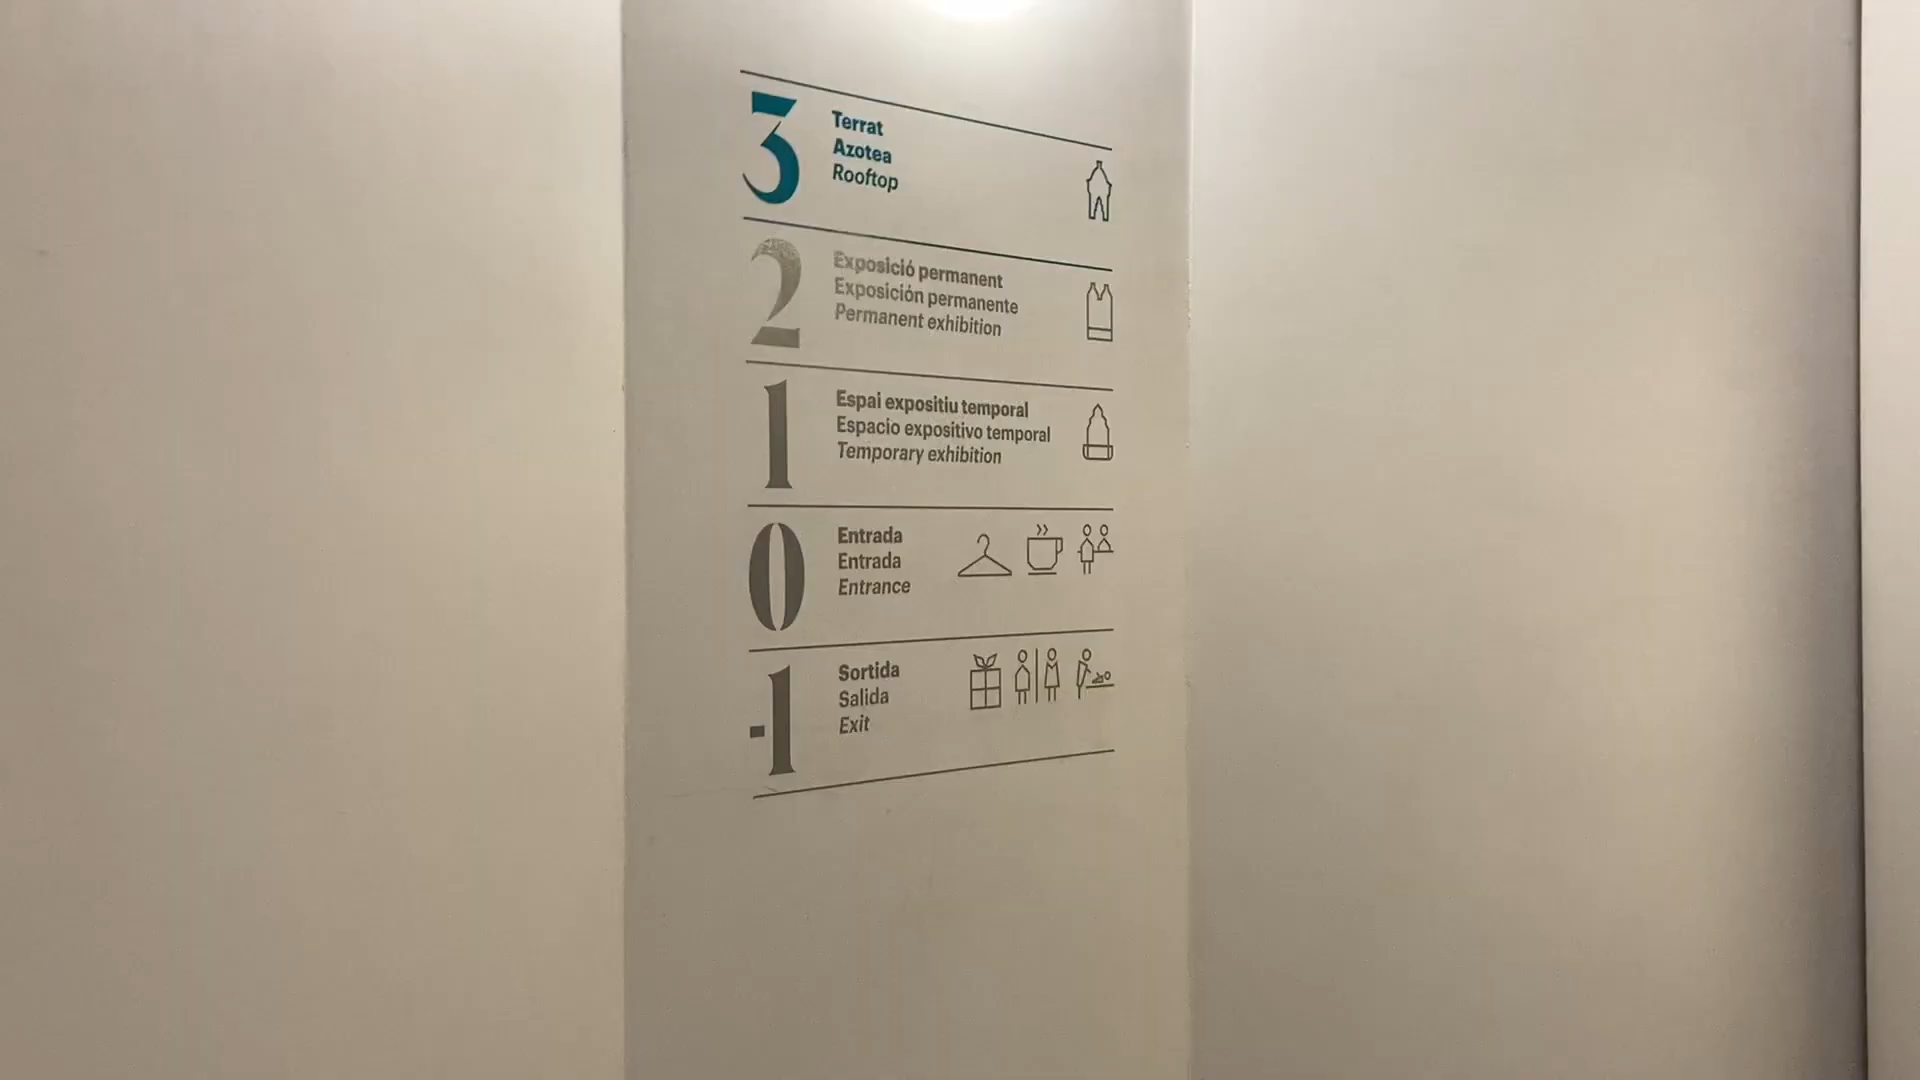 3
Terrat
Azotea
Rooftop
2
Exposició permanent
Exposición permanente
Permanent exhibition
1
Espai expositiu temporal
Espacio expositivo temporal
Temporary exhibition
0
Entrada
Entrada
Entrance
-1
Sortida
Salida
Exit